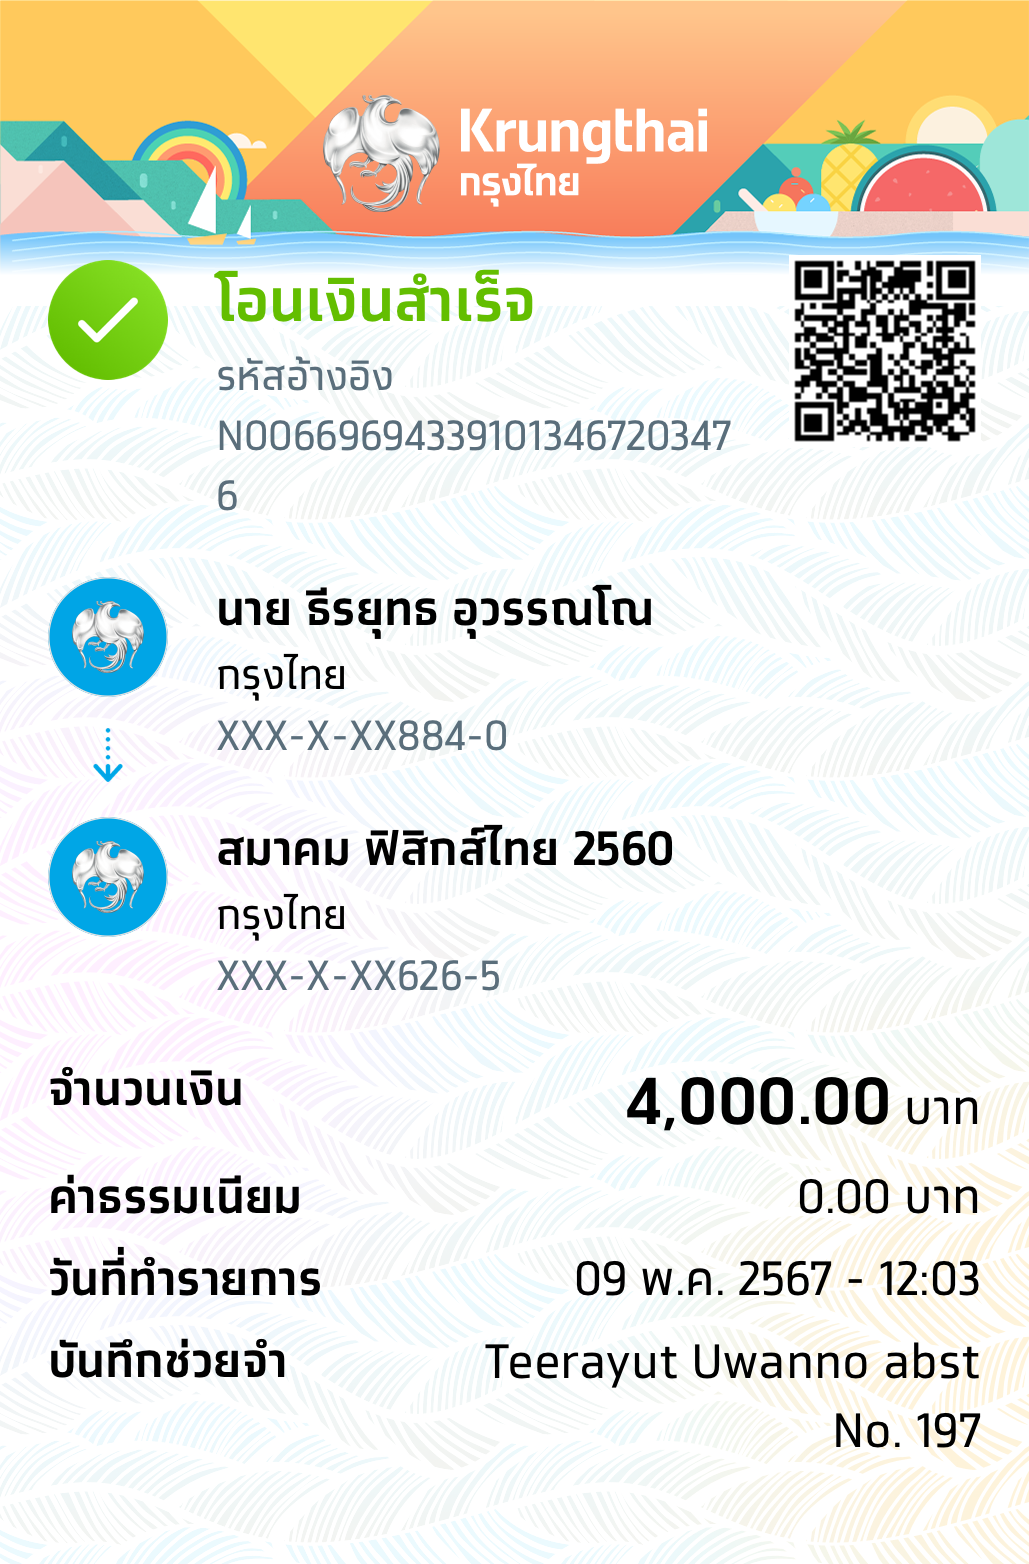 Krungthai
กรุงไทย
โอนเงินสำเร็จ
รหัสอ้างอิง
N00669694339101346720347
6
นาย ธีรยุทธ อุวรรณโณ
กรุงไทย
XXX-X-XX884-0
สมาคม ฟิสิกส์ไทย 2560
กรุงไทย
XXX-X-XX626-5
จำนวนเงิน 4,000.00 บาท
ค่าธรรมเนียม 0.00 บาท
วันที่ทำรายการ 09 พ.ค. 2567 - 12:03
บันทึกช่วยจำ Teerayut Uwanno abst
No. 197